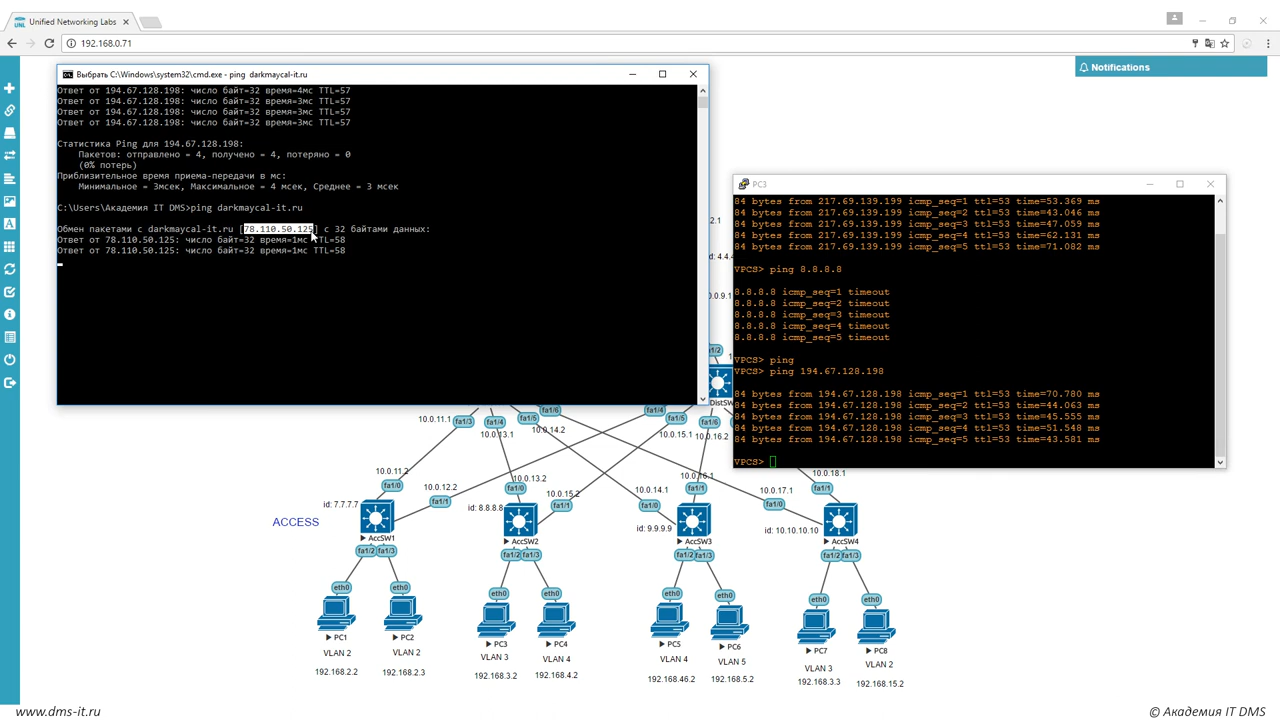 Unified Networking Labs
192.168.0.71
Notifications
Выбрать C:\Windows\system32\cmd.exe - ping darkmaycal-it.ru
Ответ от 194.67.128.198: число байт=32 время=4мс TTL=57
Ответ от 194.67.128.198: число байт=32 время=3мс TTL=57
Ответ от 194.67.128.198: число байт=32 время=3мс TTL=57
Ответ от 194.67.128.198: число байт=32 время=3мс TTL=57
Статистика Ping для 194.67.128.198:
Пакетов: отправлено = 4, получено = 4, потеряно = 0
(0% потерь)
Приблизительное время приема-передачи в мс:
Минимальное = 3мсек, Максимальное = 4 мсек, Среднее = 3 мсек
C:\Users\Академия IT DMS>ping darkmaycal-it.ru
Обмен пакетами с darkmaycal-it.ru [78.110.50.125] с 32 байтами данных:
Ответ от 78.110.50.125: число байт=32 время=1мс TTL=58
Ответ от 78.110.50.125: число байт=32 время=1мс TTL=58
PC3
84 bytes from 217.69.139.199 icmp_seq=1 ttl=53 time=53.369 ms
84 bytes from 217.69.139.199 icmp_seq=2 ttl=53 time=43.046 ms
84 bytes from 217.69.139.199 icmp_seq=3 ttl=53 time=47.059 ms
84 bytes from 217.69.139.199 icmp_seq=4 ttl=53 time=62.131 ms
84 bytes from 217.69.139.199 icmp_seq=5 ttl=53 time=71.082 ms
VPCS> ping 8.8.8.8
8.8.8.8 icmp_seq=1 timeout
8.8.8.8 icmp_seq=2 timeout
8.8.8.8 icmp_seq=3 timeout
8.8.8.8 icmp_seq=4 timeout
8.8.8.8 icmp_seq=5 timeout
VPCS> ping
VPCS> ping 194.67.128.198
84 bytes from 194.67.128.198 icmp_seq=1 ttl=53 time=70.780 ms
84 bytes from 194.67.128.198 icmp_seq=2 ttl=53 time=44.063 ms
84 bytes from 194.67.128.198 icmp_seq=3 ttl=53 time=45.555 ms
84 bytes from 194.67.128.198 icmp_seq=4 ttl=53 time=51.548 ms
84 bytes from 194.67.128.198 icmp_seq=5 ttl=53 time=43.581 ms
VPCS>
2.1
id: 4.4.4
.0.9.1
fa1/2
DistSW
fa1/6 fa1/4
10.0.11.1 fa1/3 fa1/4 fa1/5 fa1/5 fa1/6
10.0.13.1 10.0.14.2 10.0.15.1 10.0.16.2
10.0.11.2 10.0.13.2 10.0.16.1 10.0.18.1
fa1/0 10.0.12.2 fa1/0 10.0.15.2 10.0.14.1 fa1/1 10.0.17.1 fa1/1
fa1/1 fa1/1 fa1/0 fa1/0
id: 7.7.7.7 id: 8.8.8.8 id: 9.9.9.9 id: 10.10.10.10
ACCESS
AccSW1 AccSW2 AccSW3 AccSW4
fa1/2 fa1/3 fa1/2 fa1/3 fa1/2 fa1/3 fa1/2 fa1/3
eth0 eth0 eth0 eth0 eth0 eth0 eth0 eth0
PC1 PC2 PC3 PC4 PC5 PC6 PC7 PC8
VLAN 2 VLAN 2 VLAN 3 VLAN 4 VLAN 4 VLAN 5 VLAN 3 VLAN 2
192.168.2.2 192.168.2.3 192.168.3.2 192.168.4.2 192.168.46.2 192.168.5.2 192.168.3.3 192.168.15.2
www.dms-it.ru
© Академия IT DMS